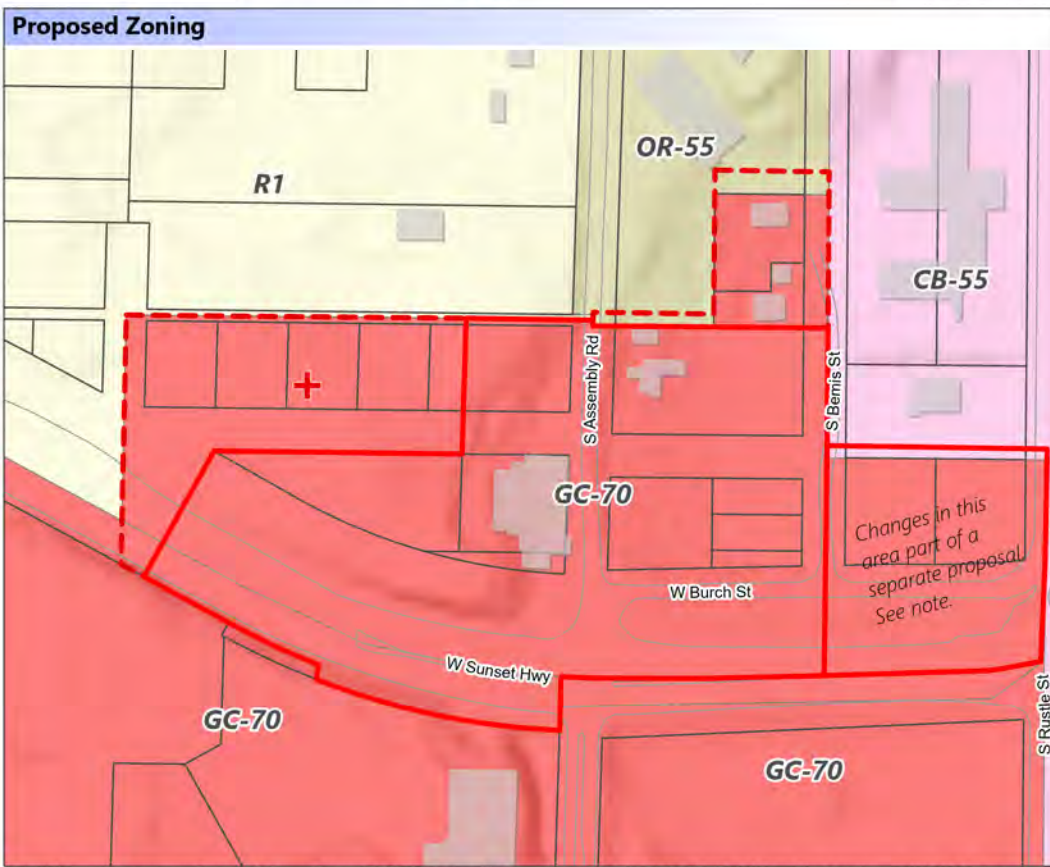 Proposed Zoning
OR-55
R1
CB-55
S Assembly Rd
S Bemis St
GC-70
Changes in this
area part of a
separate proposal.
See note.
W Burch St
W Sunset Hwy
GC-70
S Rustle St
GC-70